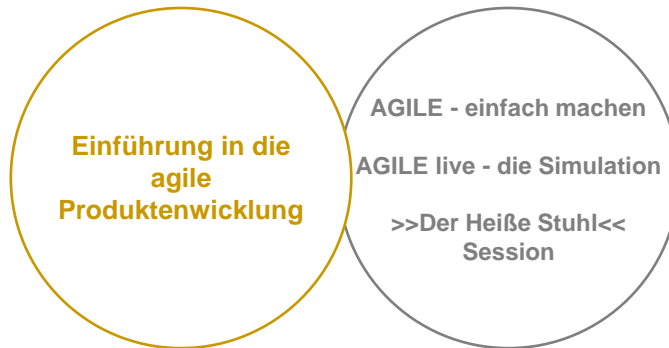 Einführung in die
agile
Produktenwicklung
AGILE - einfach machen
AGILE live - die Simulation
>>Der Heiße Stuhl<<
Session